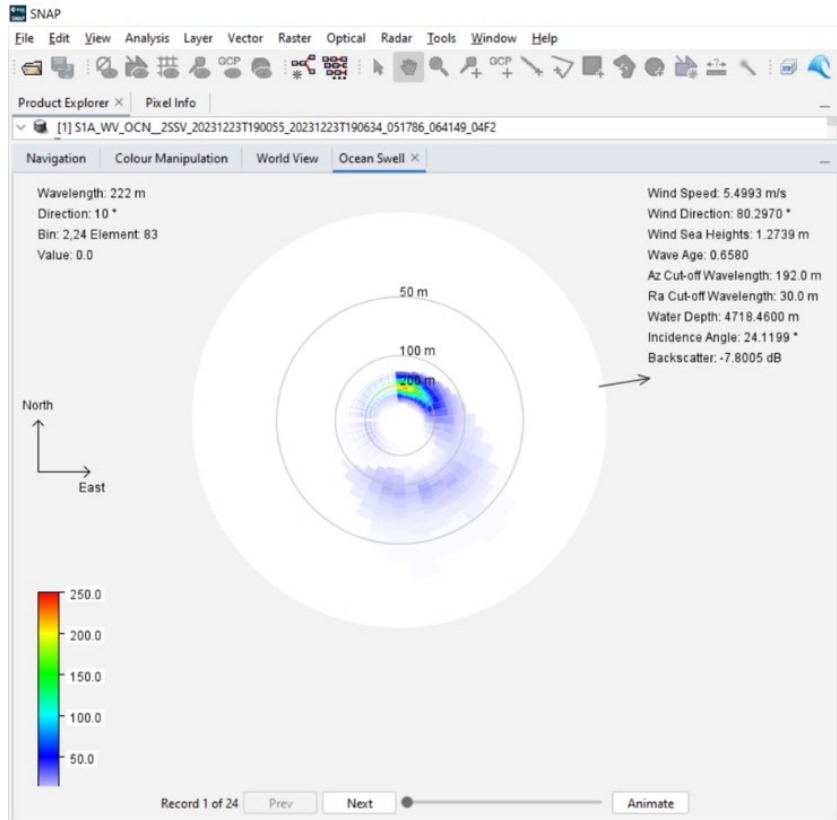 SNAP
File Edit View Analysis Layer Vector Raster Optical Radar Tools Window Help
GCP GCP
Product Explorer × Pixel Info
[1] S1A_WV_OCN__2SSV_20231223T190055_20231223T190634_051786_064149_04F2
Navigation Colour Manipulation World View Ocean Swell ×
Wavelength: 222 m
Direction: 10 °
Bin: 2,24 Element: 83
Value: 0.0
Wind Speed: 5.4993 m/s
Wind Direction: 80.2970 °
Wind Sea Heights: 1.2739 m
Wave Age: 0.6580
Az Cut-off Wavelength: 192.0 m
Ra Cut-off Wavelength: 30.0 m
Water Depth: 4718.4600 m
Incidence Angle: 24.1199 °
Backscatter: -7.8005 dB
50 m
100 m
200 m
North
East
250.0
200.0
150.0
100.0
50.0
Record 1 of 24 Prev Next Animate